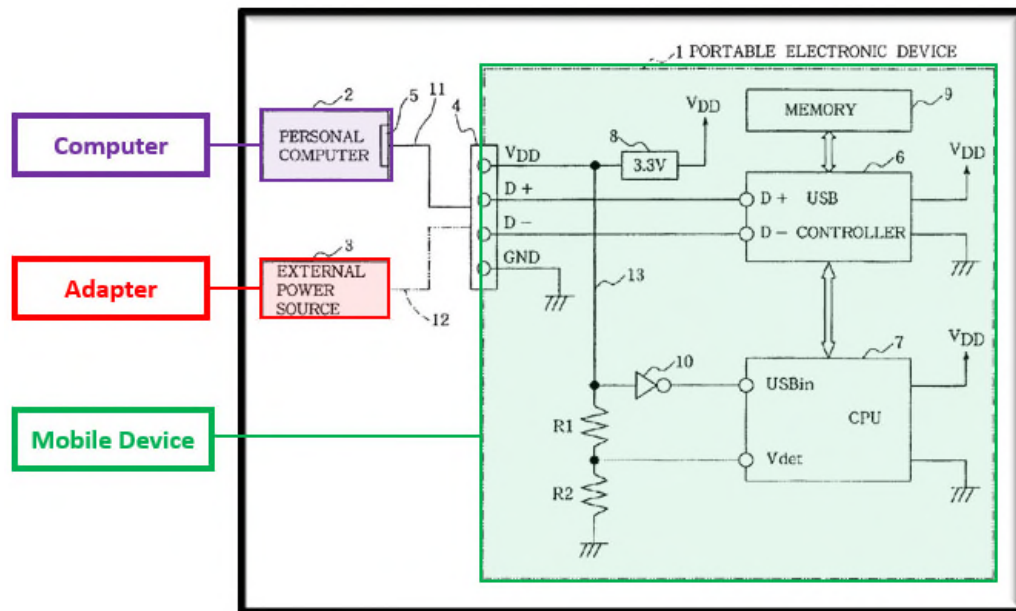 1 PORTABLE ELECTRONIC DEVICE
2
5
11
4
Computer
PERSONAL
COMPUTER
VDD
8
3.3V
VDD
MEMORY
9
6
VDD
D+
D-
GND
D+ USB
D- CONTROLLER
3
Adapter
EXTERNAL
POWER
SOURCE
12
13
10
7
VDD
USBin
CPU
Mobile Device
R1
Vdet
R2